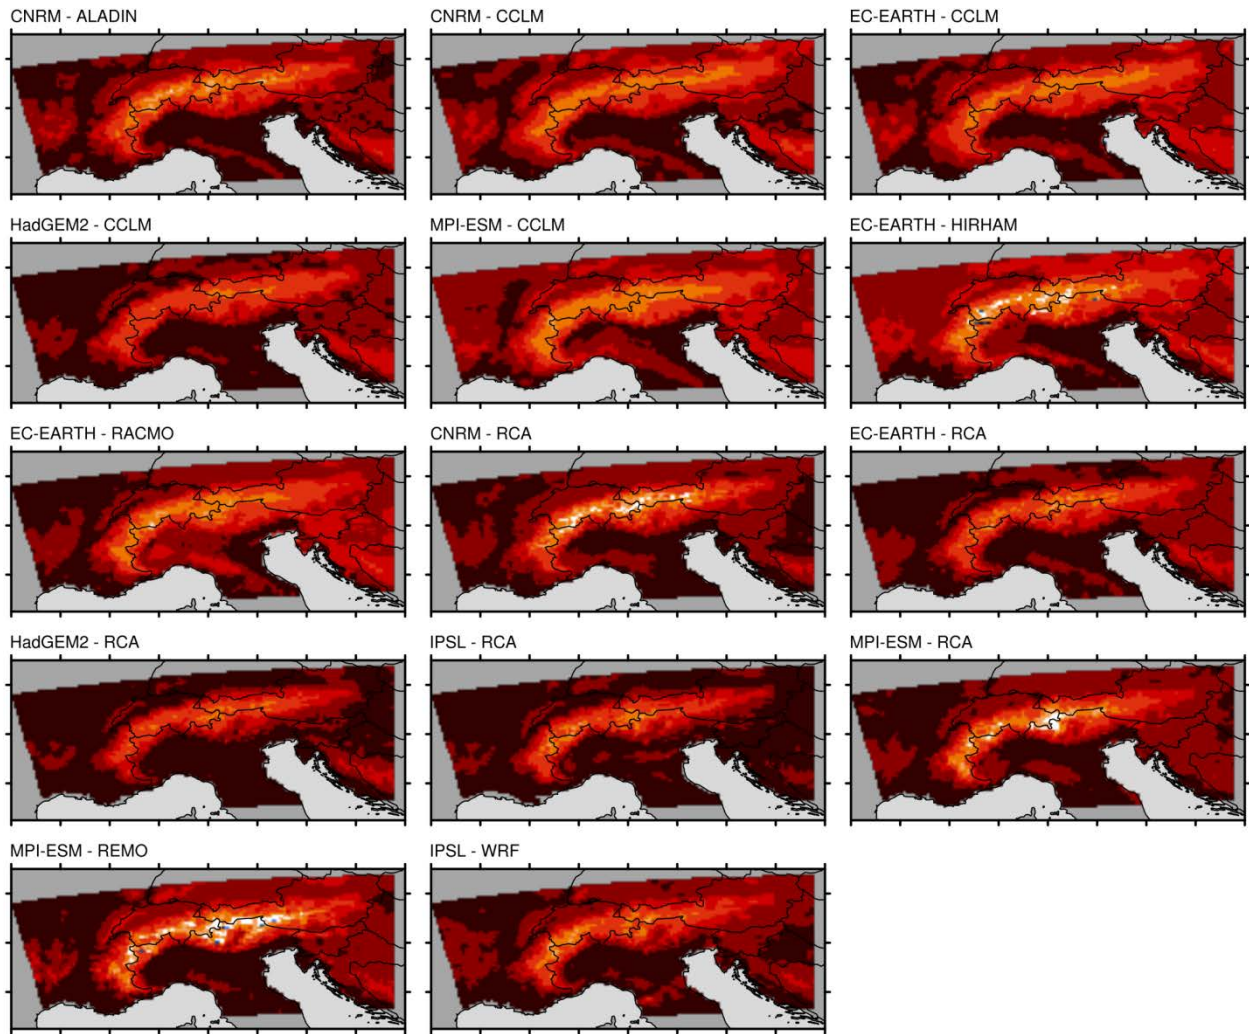 CNRM - ALADIN
CNRM - CCLM
EC-EARTH - CCLM
HadGEM2 - CCLM
MPI-ESM - CCLM
EC-EARTH - HIRHAM
EC-EARTH - RACMO
CNRM - RCA
EC-EARTH - RCA
HadGEM2 - RCA
IPSL - RCA
MPI-ESM - RCA
MPI-ESM - REMO
IPSL - WRF